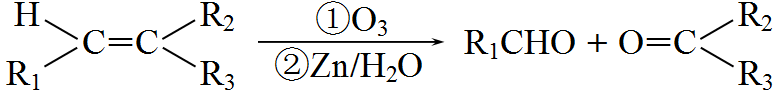 H R₂ ①O₃ R₂
C=C R₁CHO + O=C
R₁ R₃ ②Zn/H₂O R₃